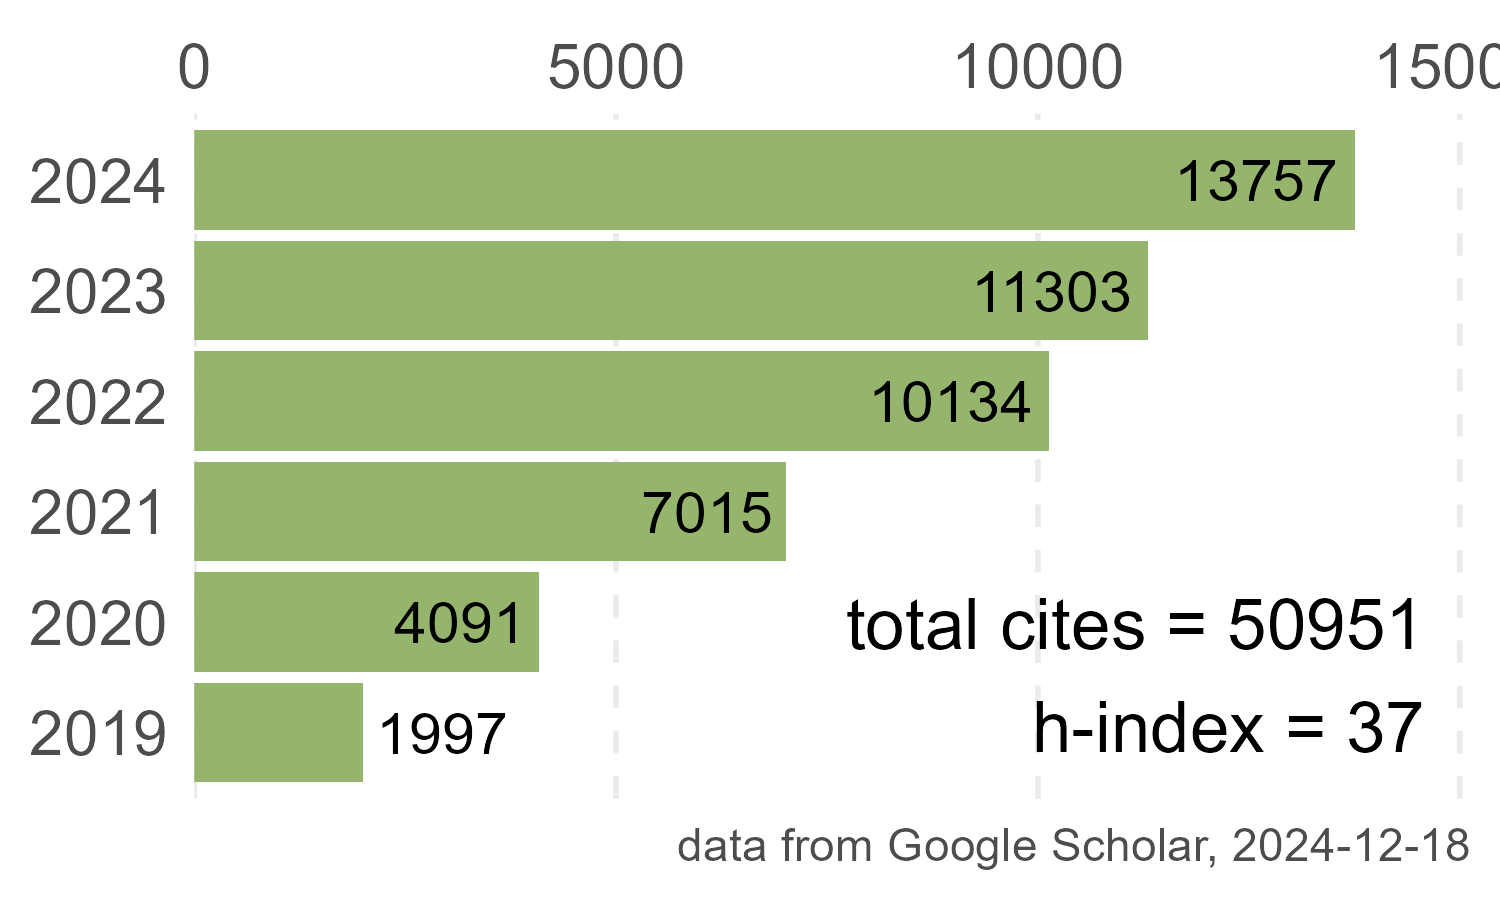 0 5000 10000 1500
2024 13757
2023 11303
2022 10134
2021 7015
2020 4091
total cites = 50951
2019 1997
h-index = 37
data from Google Scholar, 2024-12-18